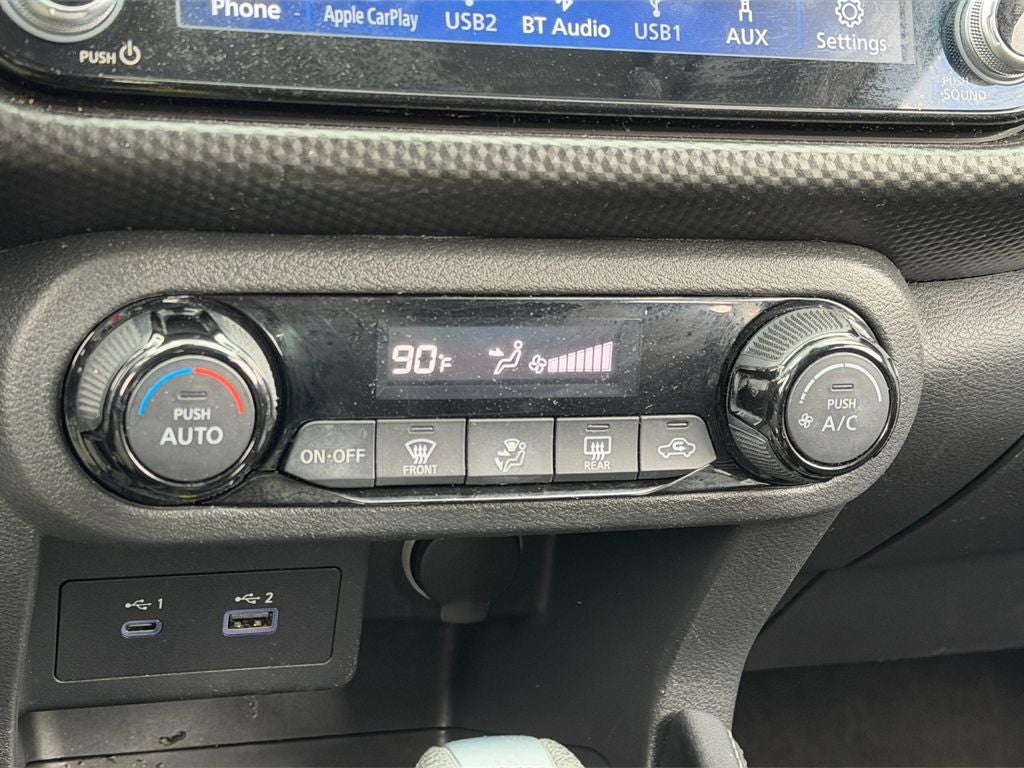 Phone Apple CarPlay USB2 BT Audio USB1 AUX Settings
PUSH
PUSH
SOUND
90°F
PUSH
AUTO
PUSH
A/C
ON·OFF
FRONT
REAR
1 2